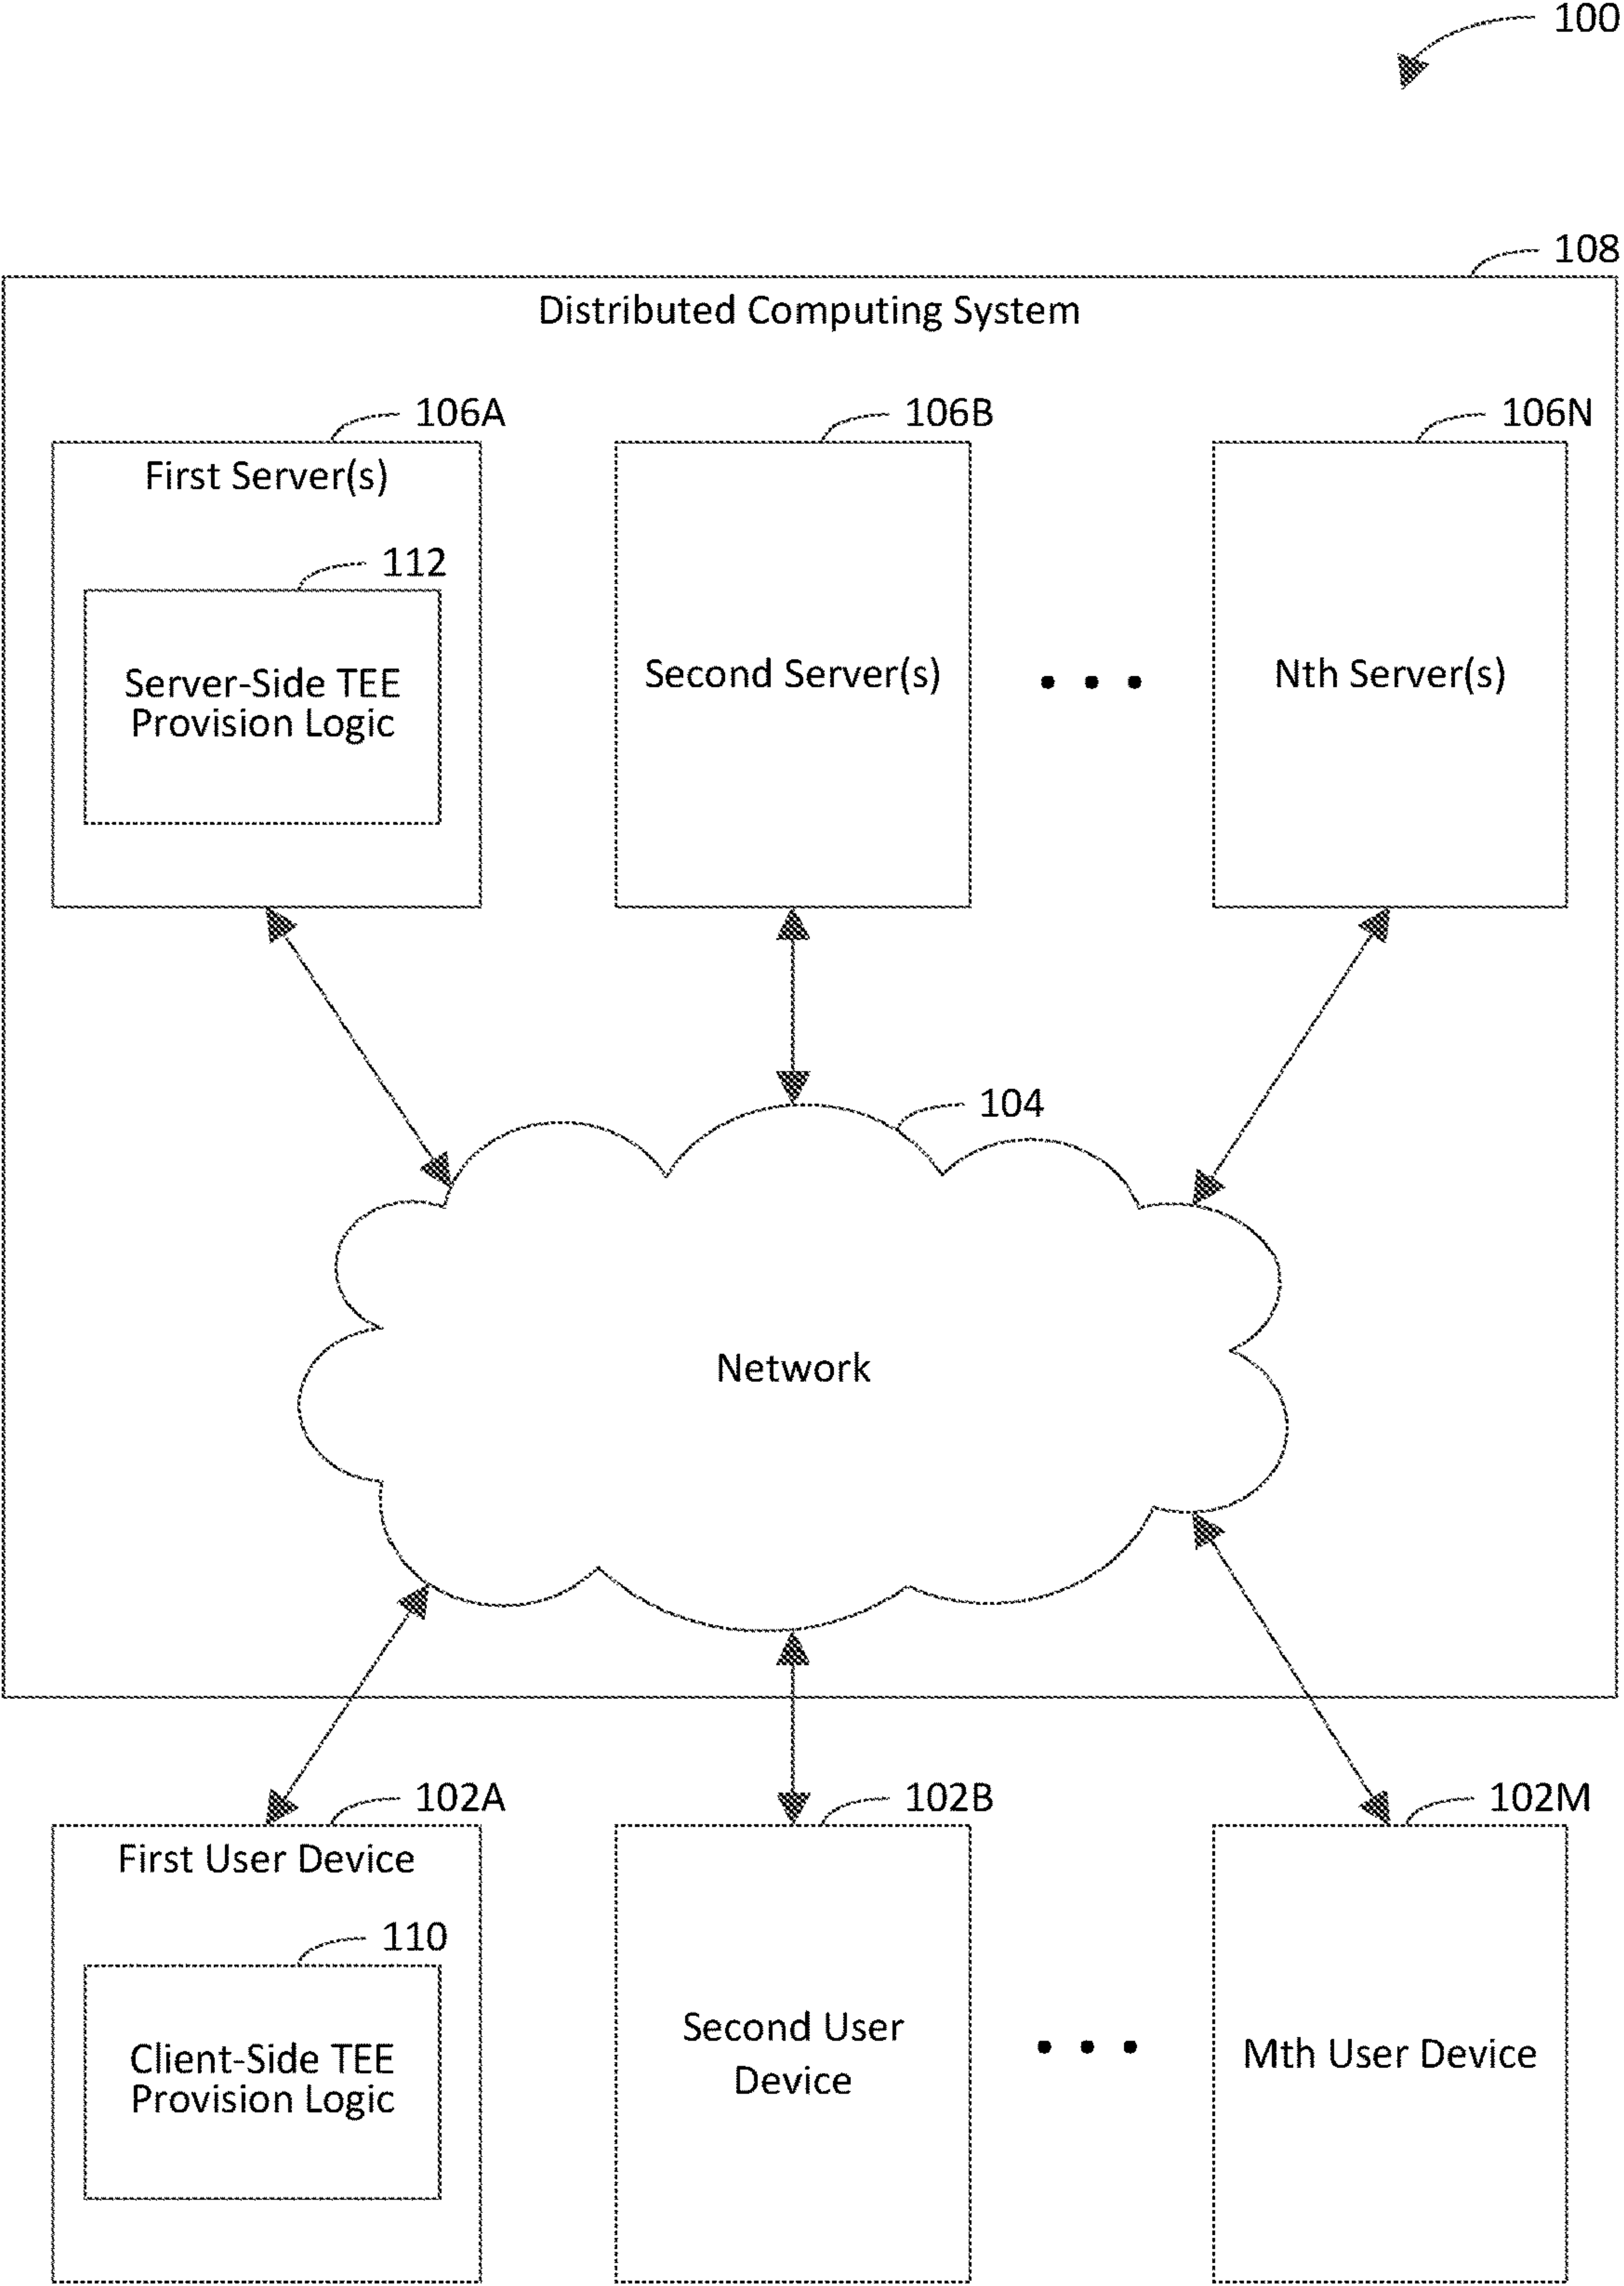 100
108
Distributed Computing System
106A
106B
106N
First Server(s)
112
Server-Side TEE
Provision Logic
Second Server(s)
Nth Server(s)
104
Network
102A
102B
102M
First User Device
110
Client-Side TEE
Provision Logic
Second User
Device
Mth User Device